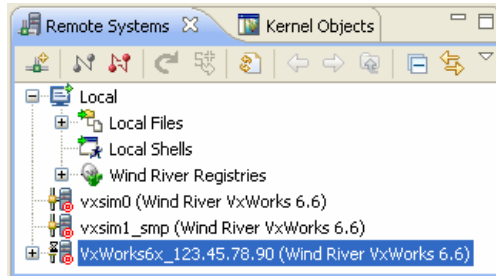 Remote Systems Kernel Objects
Local
Local Files
Local Shells
Wind River Registries
vxsim0 (Wind River VxWorks 6.6)
vxsim1_smp (Wind River VxWorks 6.6)
VxWorks6x_123.45.78.90 (Wind River VxWorks 6.6)